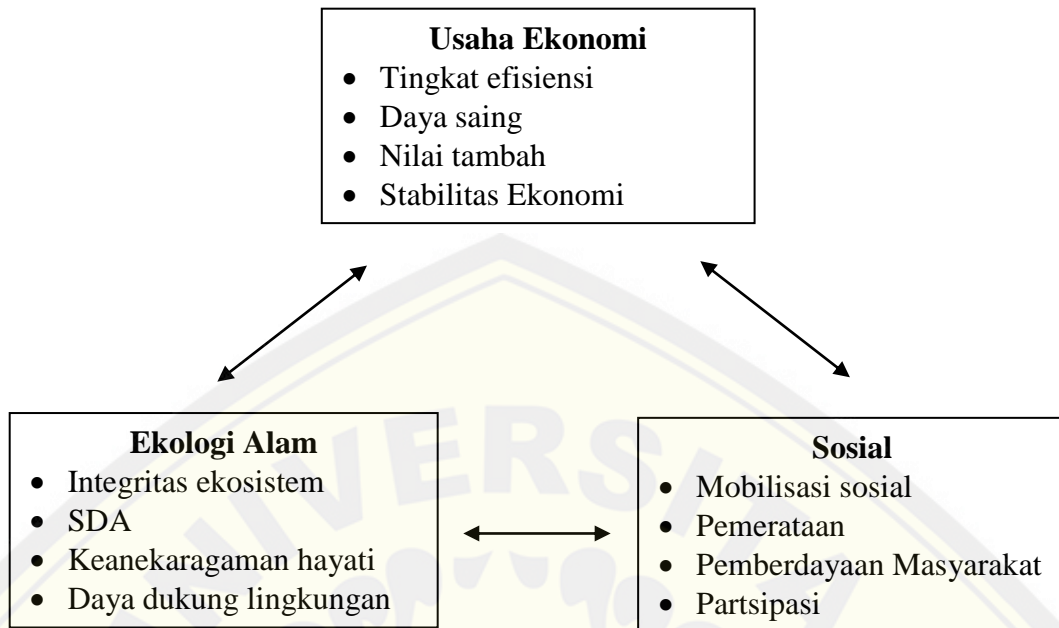 Usaha Ekonomi
• Tingkat efisiensi
• Daya saing
• Nilai tambah
• Stabilitas Ekonomi
Ekologi Alam
• Integritas ekosistem
• SDA
• Keanekaragaman hayati
• Daya dukung lingkungan
Sosial
• Mobilisasi sosial
• Pemerataan
• Pemberdayaan Masyarakat
• Partsipasi